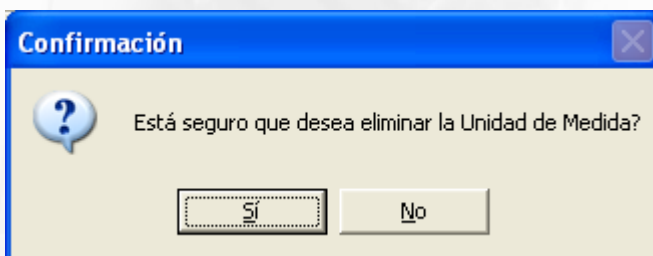 Confirmación
Está seguro que desea eliminar la Unidad de Medida?
Sí No